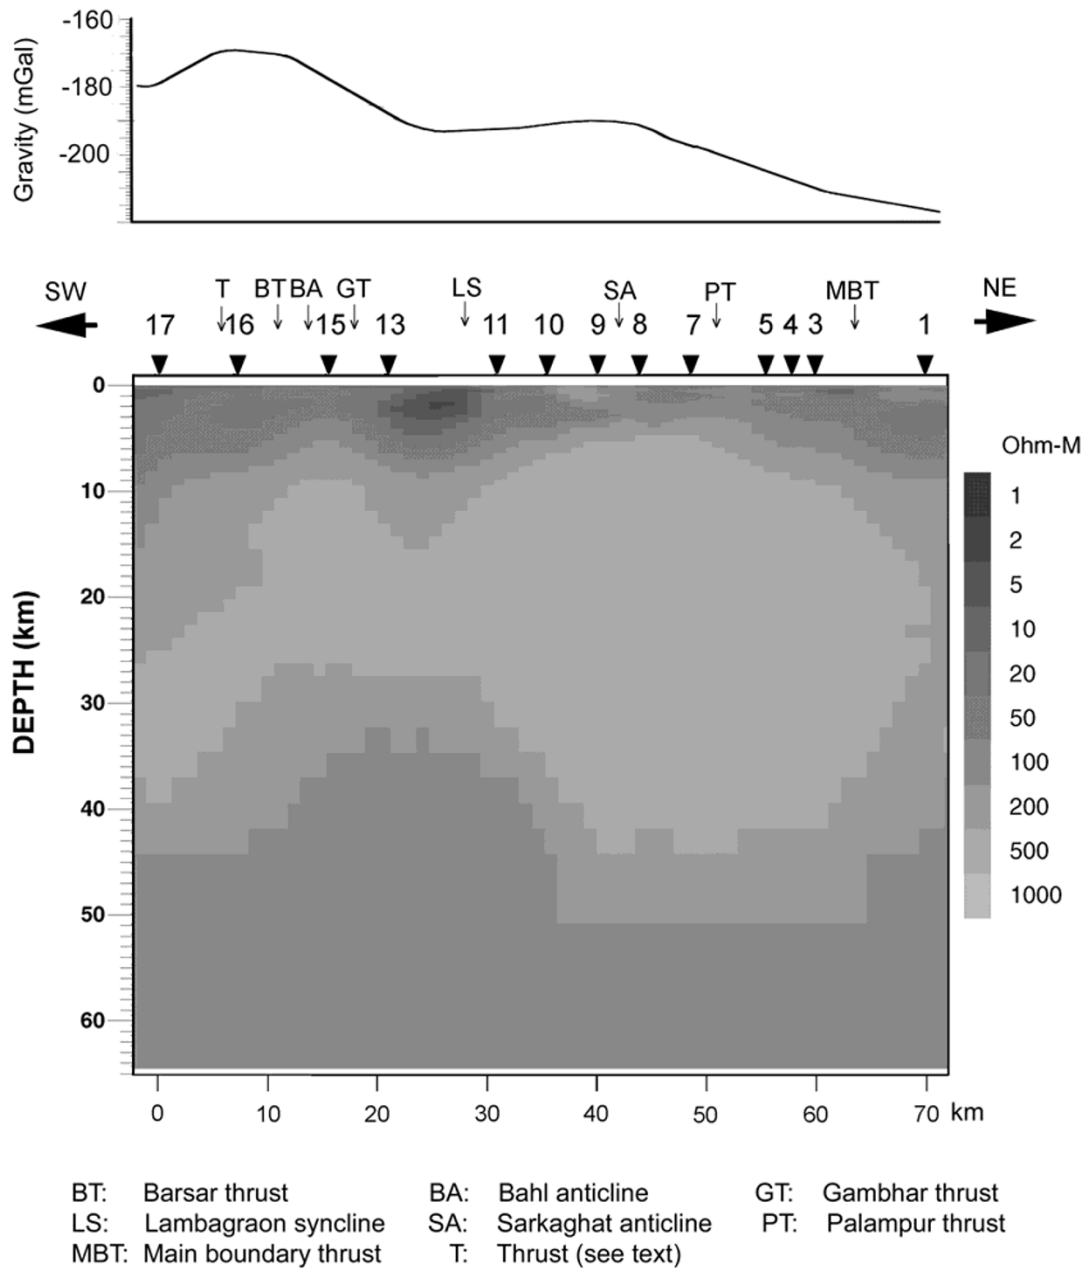 -160
-180
-200
Gravity (mGal)
SW T BT BA GT LS SA PT MBT NE
17 16 15 13 11 10 9 8 7 5 4 3 1
0
10
20
30
40
50
60
DEPTH (km)
Ohm-M
1
2
5
10
20
50
100
200
500
1000
0 10 20 30 40 50 60 70 km
BT: Barsar thrust BA: Bahl anticline GT: Gambhar thrust
LS: Lambagraon syncline SA: Sarkaghat anticline PT: Palampur thrust
MBT: Main boundary thrust T: Thrust (see text)